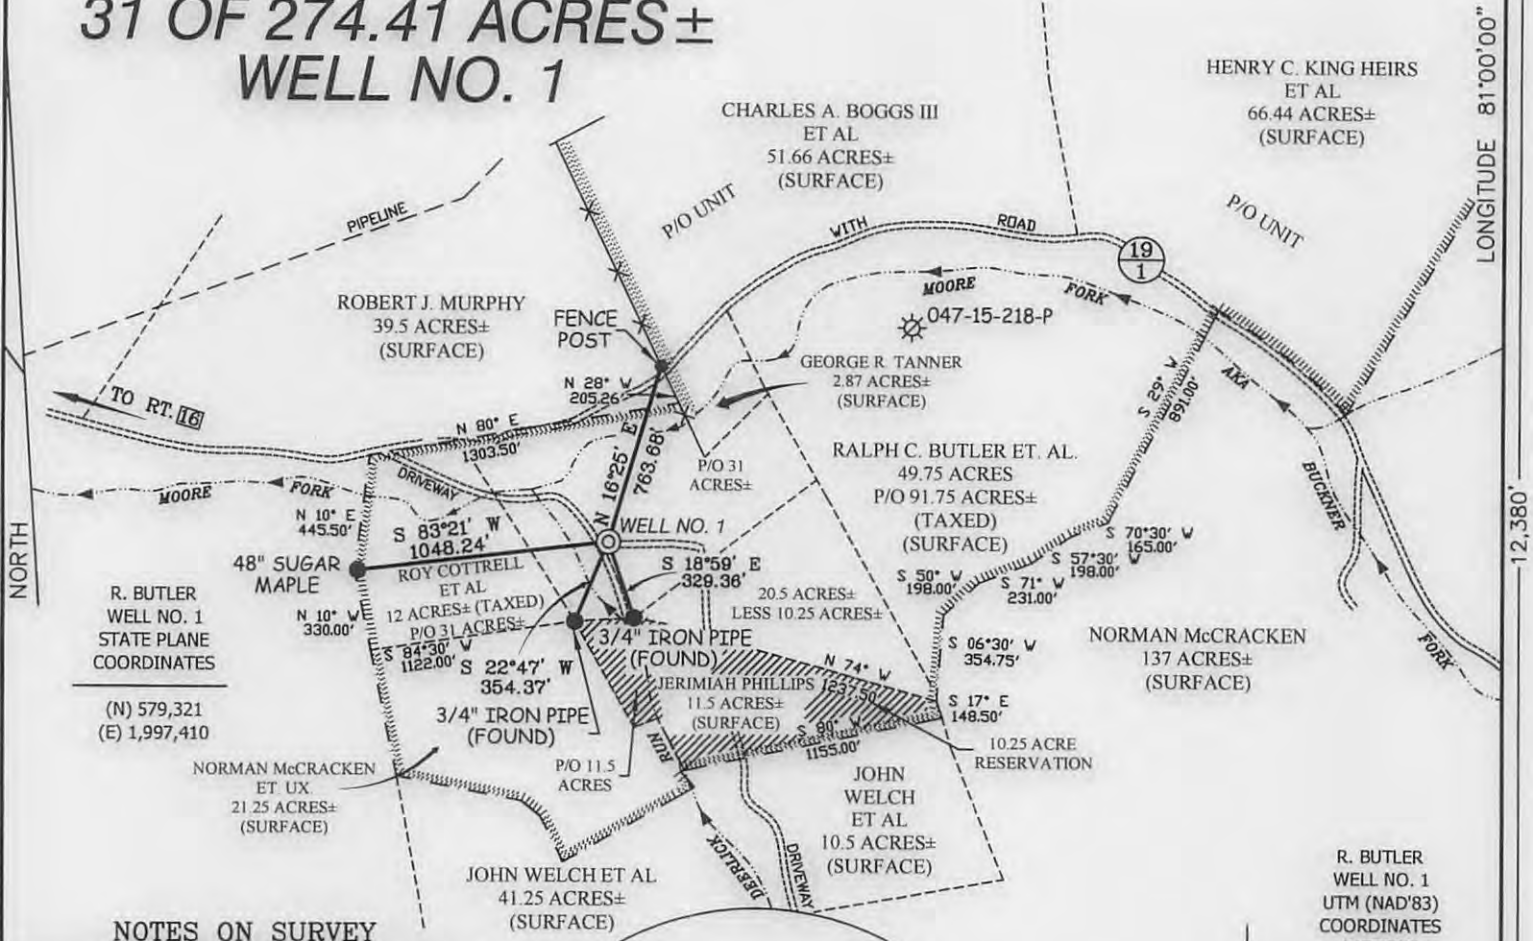 31 OF 274.41 ACRES±
WELL NO. 1
CHARLES A. BOGGS III
ET AL
51.66 ACRES±
(SURFACE)
HENRY C. KING HEIRS
ET AL
66.44 ACRES±
(SURFACE)
LONGITUDE 81°00'00"
P/O UNIT
P/O UNIT
PIPELINE
WITH ROAD
19
1
MOORE FORK
047-15-218-P
ROBERT J. MURPHY
39.5 ACRES±
(SURFACE)
FENCE
POST
GEORGE R. TANNER
2.87 ACRES±
(SURFACE)
AKA
BUCKNER
FORK
S 29° W
891.00'
TO RT. 16
N 28° W
205.26'
N 80° E
1303.50'
N 16°25' E
763.68'
P/O 31
ACRES±
RALPH C. BUTLER ET. AL.
49.75 ACRES
P/O 91.75 ACRES±
(TAXED)
(SURFACE)
DRIVEWAY
MOORE FORK
N 10° E
445.50'
S 83°21' W
1048.24'
WELL NO. 1
S 70°30' W
165.00'
S 57°30' W
198.00'
S 71° W
231.00'
S 50° W
198.00'
12,380'
NORTH
48" SUGAR
MAPLE
ROY COTTRELL
ET AL
12 ACRES± (TAXED)
P/O 31 ACRES±
S 18°59' E
329.36'
20.5 ACRES±
LESS 10.25 ACRES±
R. BUTLER
WELL NO. 1
STATE PLANE
COORDINATES
(N) 579,321
(E) 1,997,410
N 10° W
330.00'
S 84°30' W
1122.00'
S 22°47' W
354.37'
3/4" IRON PIPE
(FOUND)
3/4" IRON PIPE
(FOUND)
N 74° W
1237.50
JERIMIAH PHILLIPS
11.5 ACRES±
(SURFACE)
S 80° W
1155.00'
S 06°30' W
354.75'
S 17° E
148.50'
NORMAN McCRACKEN
137 ACRES±
(SURFACE)
10.25 ACRE
RESERVATION
P/O 11.5
ACRES
RUN
DEERLICK
DRIVEWAY
NORMAN McCRACKEN
ET. UX.
21.25 ACRES±
(SURFACE)
JOHN
WELCH
ET AL
10.5 ACRES±
(SURFACE)
JOHN WELCH ET AL
41.25 ACRES±
(SURFACE)
R. BUTLER
WELL NO. 1
UTM (NAD'83)
COORDINATES
NOTES ON SURVEY